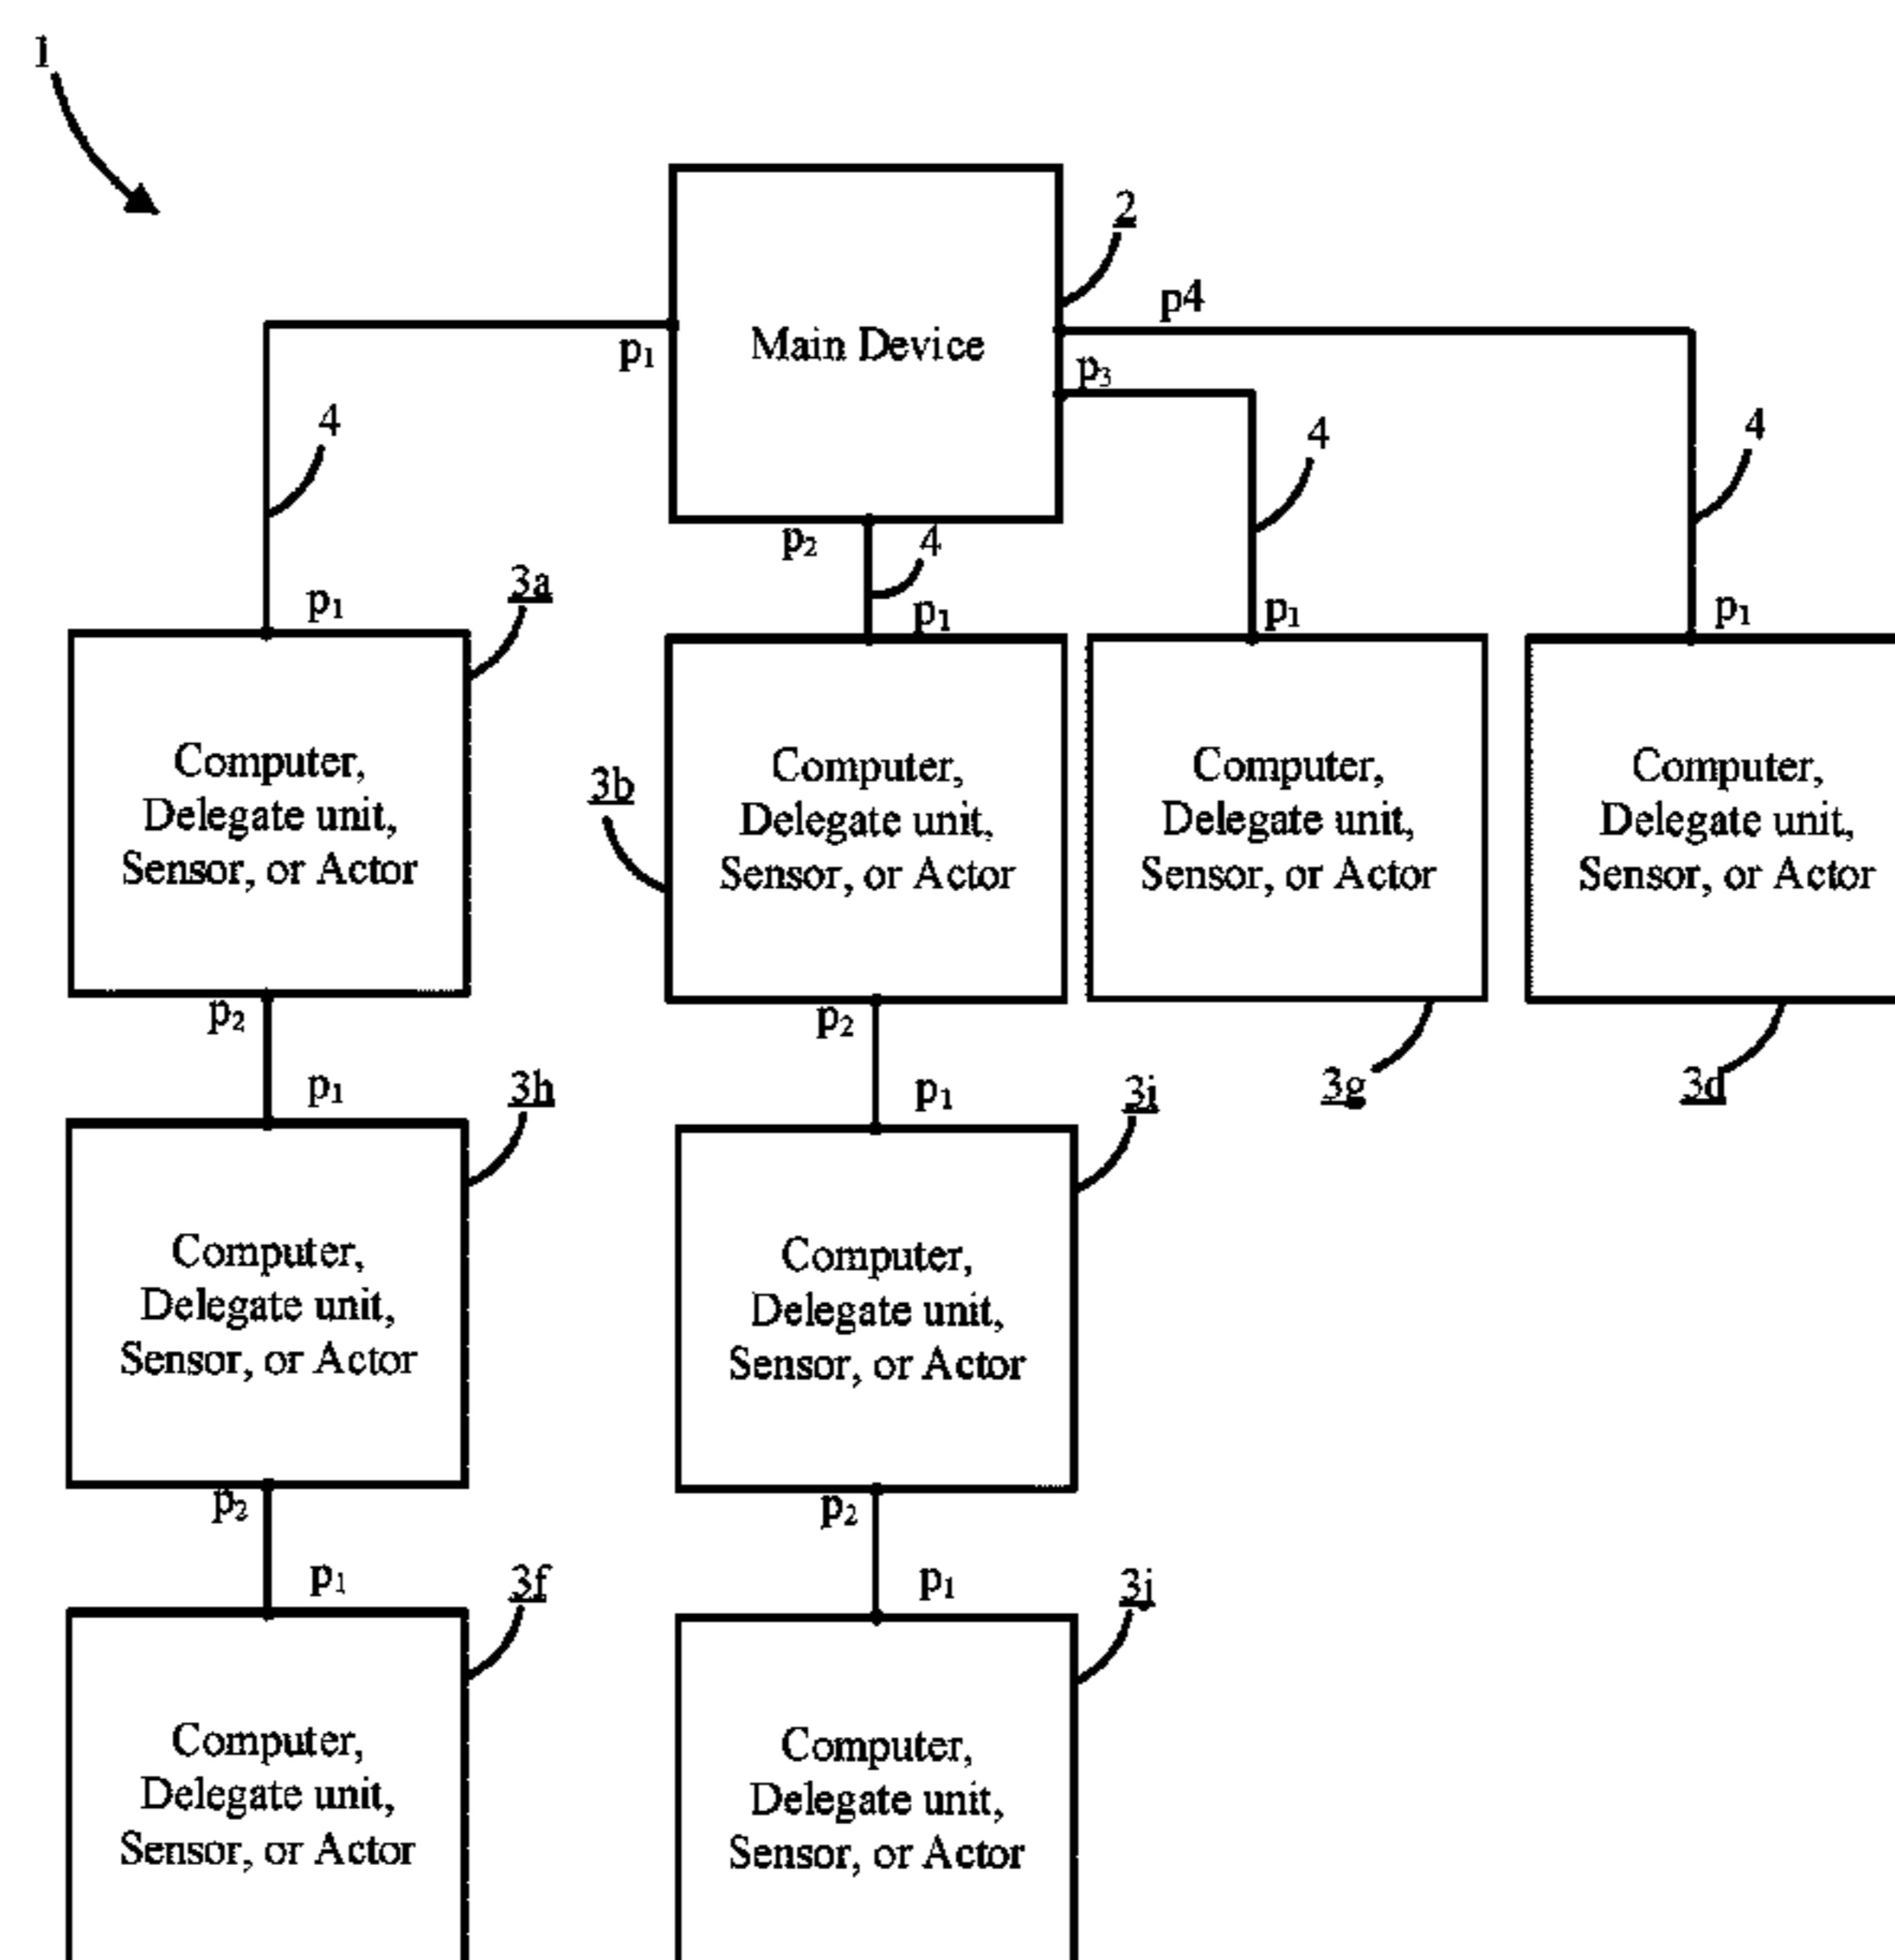 1
2
Main Device
p₁
p4
p₃
p₂
4
4
4
4
p₁
3a
p₁
p₁
p₁
Computer,
Delegate unit,
Sensor, or Actor
3b
Computer,
Delegate unit,
Sensor, or Actor
Computer,
Delegate unit,
Sensor, or Actor
Computer,
Delegate unit,
Sensor, or Actor
p₂
p₂
3g
3d
p₁
3h
p₁
3i
Computer,
Delegate unit,
Sensor, or Actor
Computer,
Delegate unit,
Sensor, or Actor
p₂
p₂
p₁
3f
p₁
3j
Computer,
Delegate unit,
Sensor, or Actor
Computer,
Delegate unit,
Sensor, or Actor